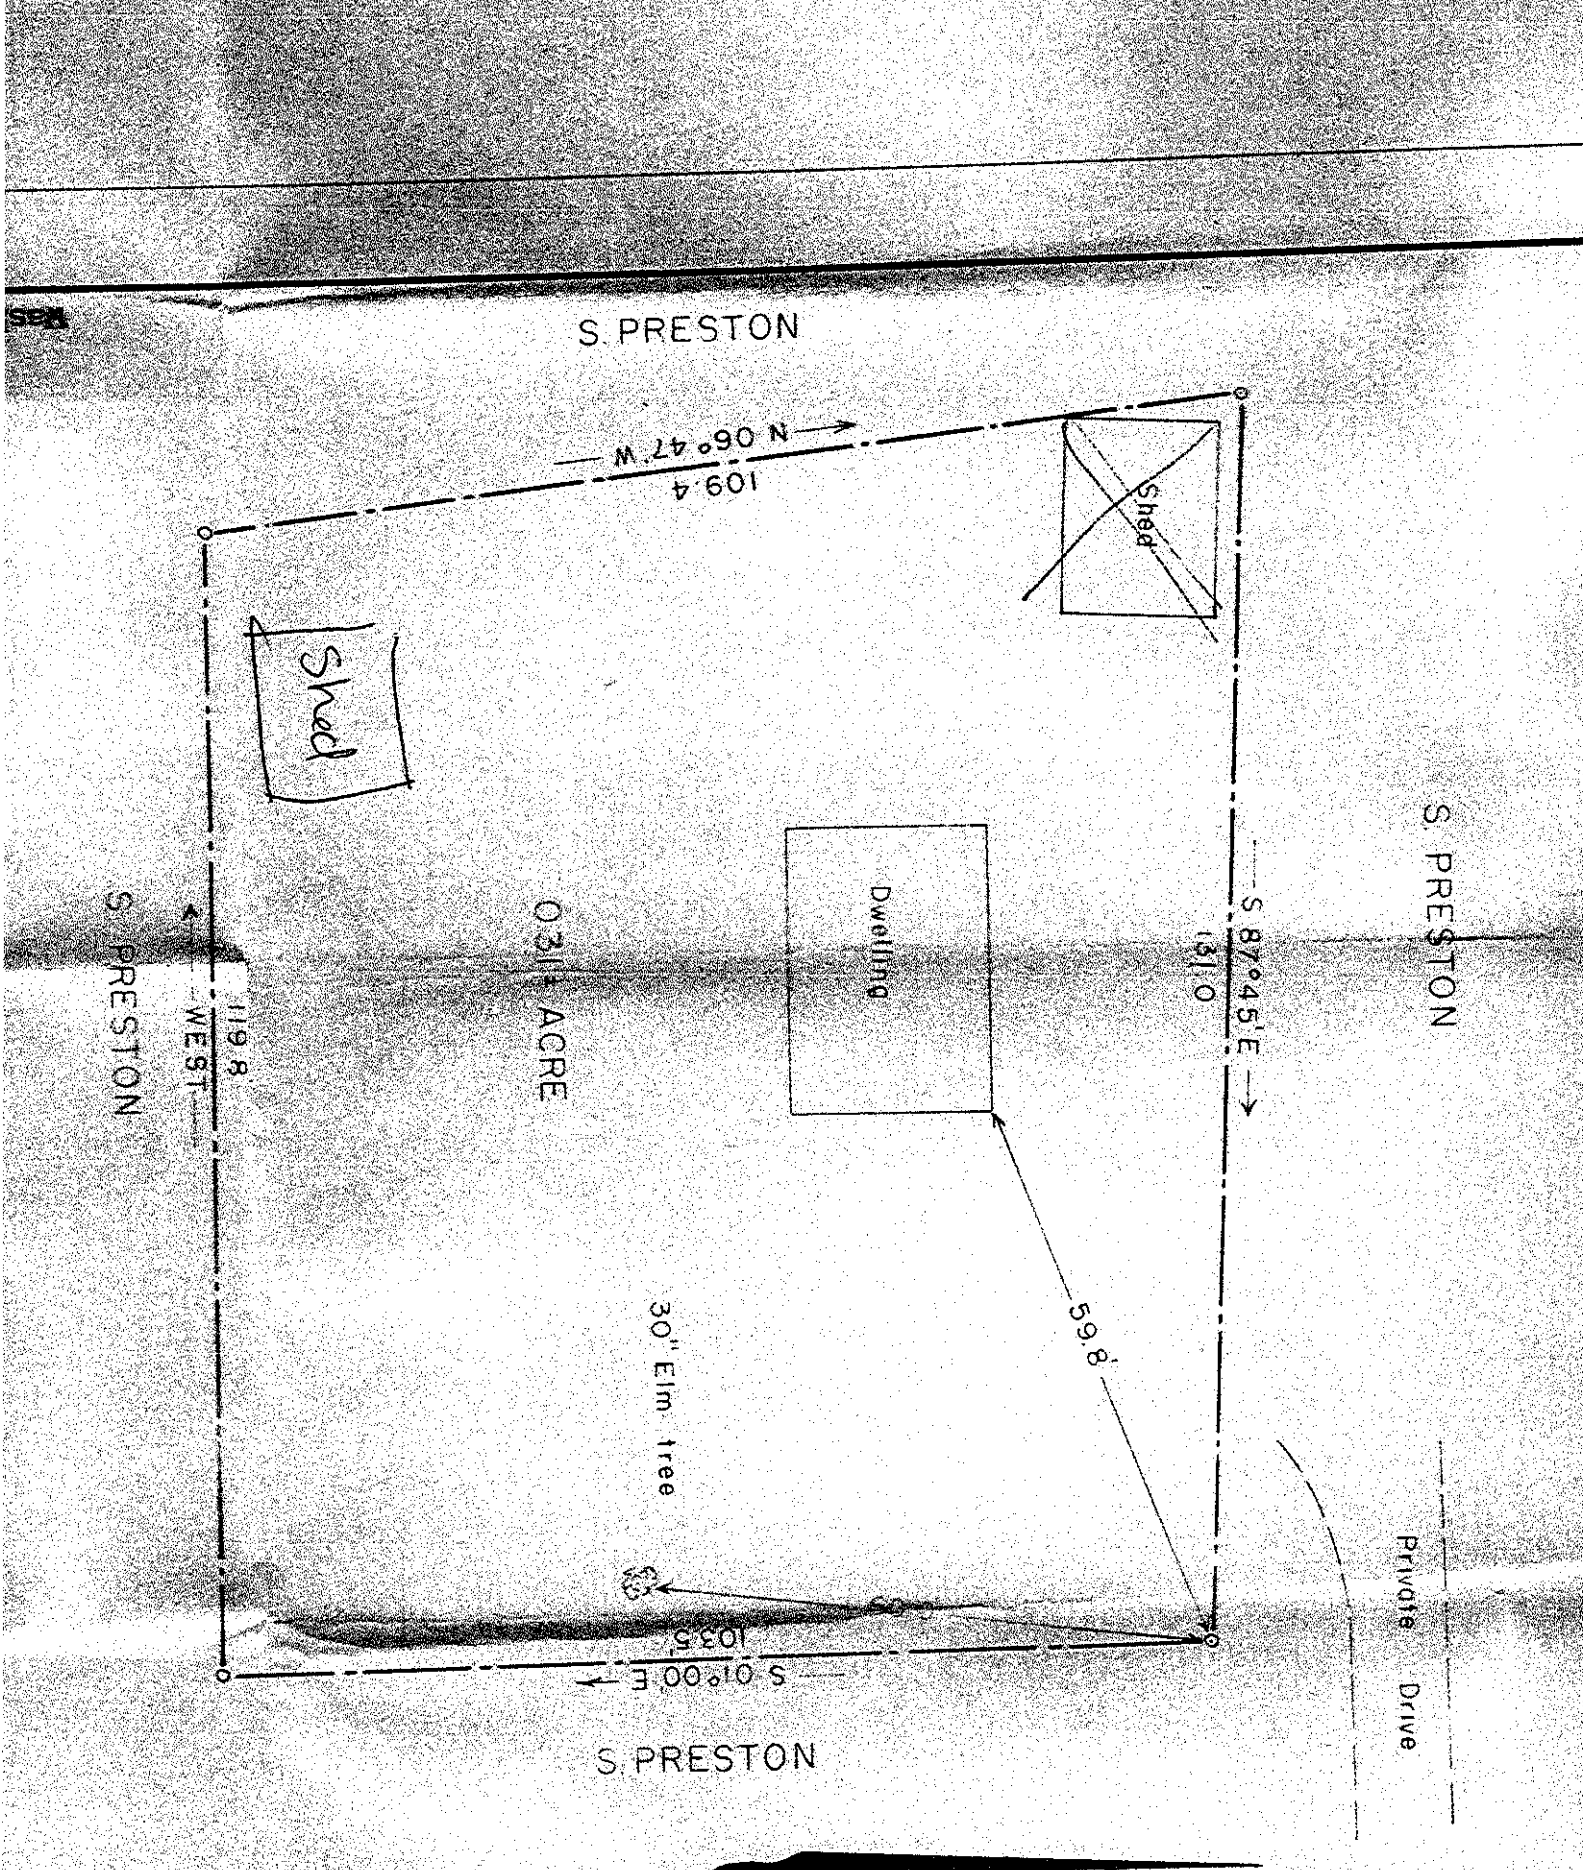 S. PRESTON
N 06° 47' W
109.4
Shed
Shed
S. PRESTON
S 87° 45' E
131.0
Dwelling
0.31± ACRE
119.8
WEST
S. PRESTON
59.8'
30" Elm tree
Private Drive
103.5
S 01° 00' E
S. PRESTON